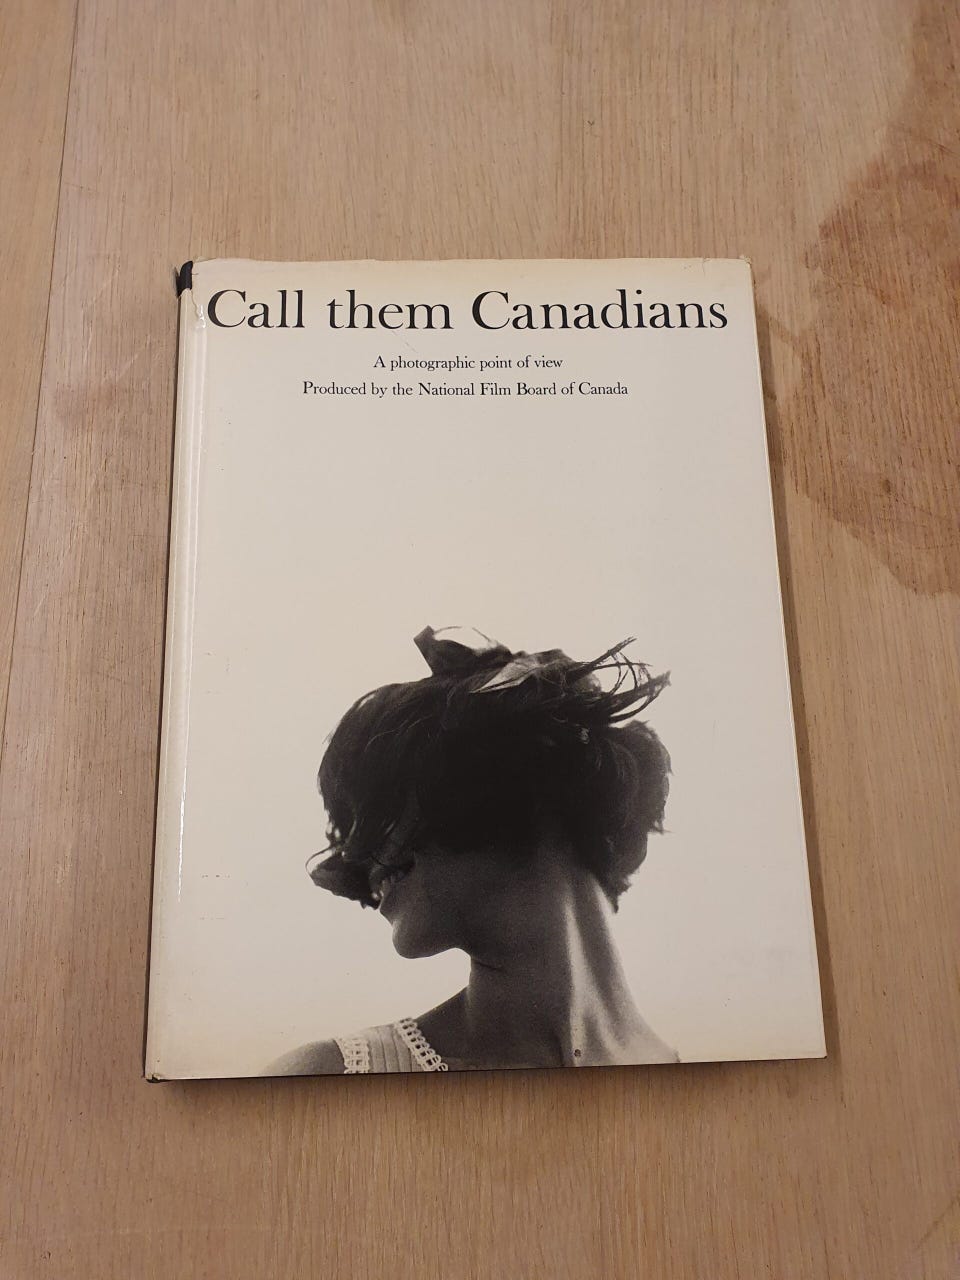 Call them Canadians
A photographic point of view
Produced by the National Film Board of Canada